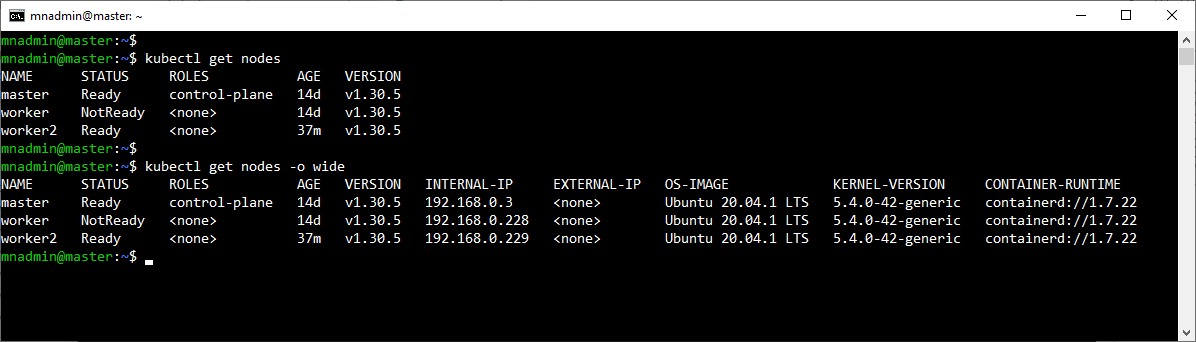 mnadmin@master: ~
mnadmin@master:~$
mnadmin@master:~$ kubectl get nodes
NAME      STATUS     ROLES           AGE   VERSION
master    Ready      control-plane   14d   v1.30.5
worker    NotReady   <none>          14d   v1.30.5
worker2   Ready      <none>          37m   v1.30.5
mnadmin@master:~$
mnadmin@master:~$ kubectl get nodes -o wide
NAME      STATUS     ROLES           AGE   VERSION   INTERNAL-IP     EXTERNAL-IP   OS-IMAGE             KERNEL-VERSION     CONTAINER-RUNTIME
master    Ready      control-plane   14d   v1.30.5   192.168.0.3     <none>        Ubuntu 20.04.1 LTS   5.4.0-42-generic   containerd://1.7.22
worker    NotReady   <none>          14d   v1.30.5   192.168.0.228   <none>        Ubuntu 20.04.1 LTS   5.4.0-42-generic   containerd://1.7.22
worker2   Ready      <none>          37m   v1.30.5   192.168.0.229   <none>        Ubuntu 20.04.1 LTS   5.4.0-42-generic   containerd://1.7.22
mnadmin@master:~$